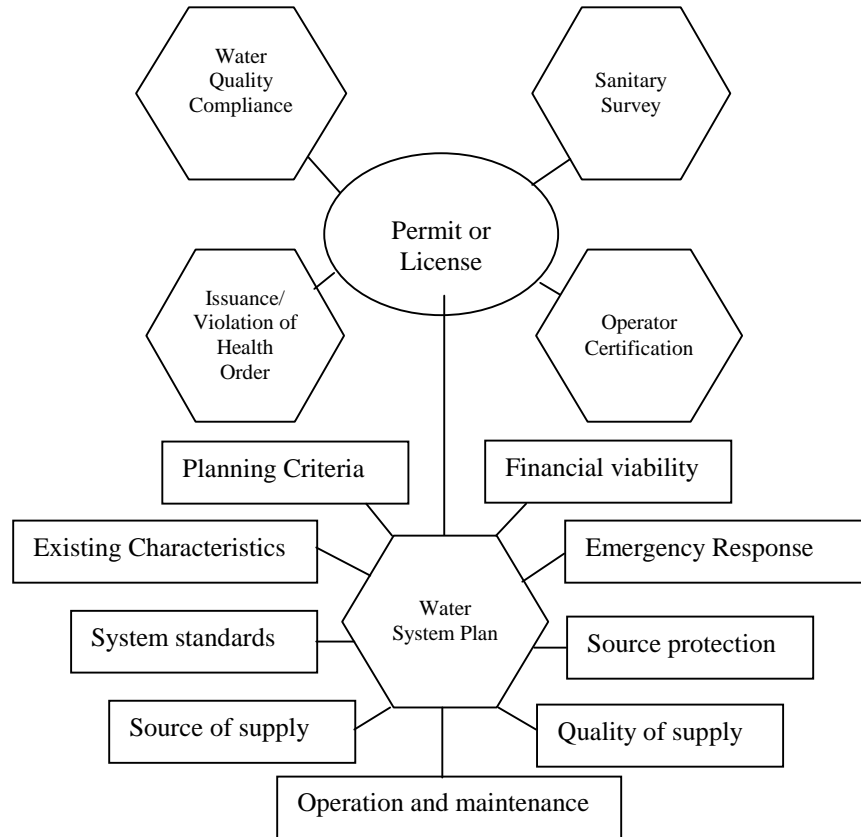 Water
Quality
Compliance
Sanitary
Survey
Permit or
License
Issuance/
Violation of
Health
Order
Operator
Certification
Planning Criteria
Financial viability
Existing Characteristics
Emergency Response
Water
System Plan
System standards
Source protection
Source of supply
Quality of supply
Operation and maintenance